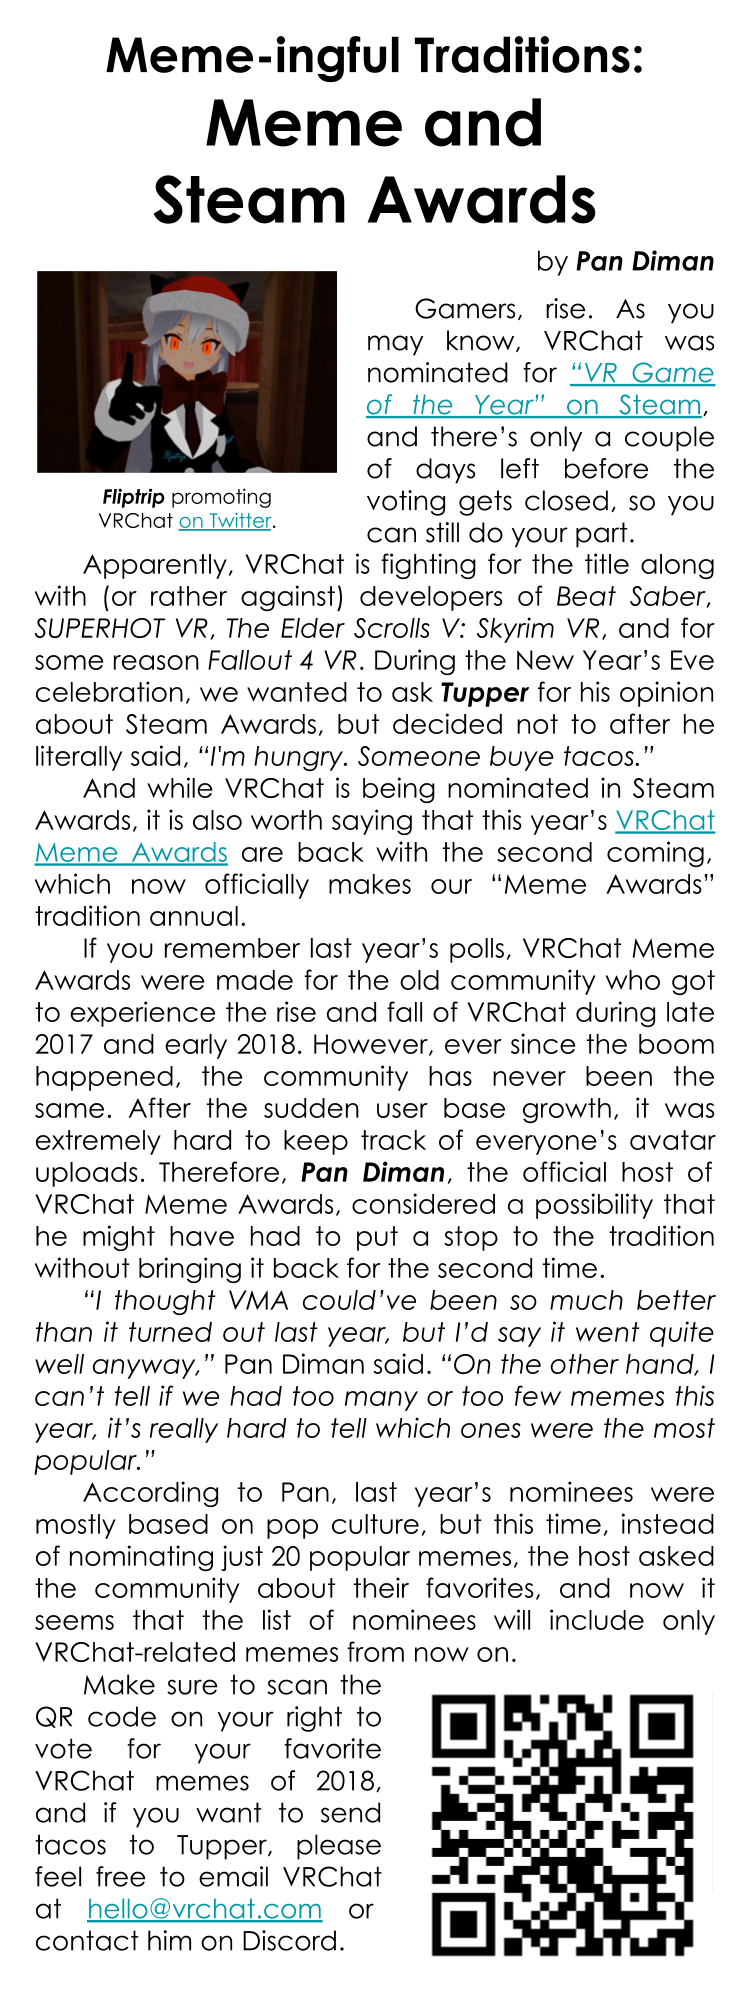 Meme-ingful Traditions:
Meme and
Steam Awards
by Pan Diman
Fliptrip promoting
VRChat on Twitter.
Gamers, rise. As you
may know, VRChat was
nominated for “VR Game
of the Year” on Steam,
and there’s only a couple
of days left before the
voting gets closed, so you
can still do your part.
Apparently, VRChat is fighting for the title along
with (or rather against) developers of Beat Saber,
SUPERHOT VR, The Elder Scrolls V: Skyrim VR, and for
some reason Fallout 4 VR. During the New Year’s Eve
celebration, we wanted to ask Tupper for his opinion
about Steam Awards, but decided not to after he
literally said, “I'm hungry. Someone buye tacos.”
And while VRChat is being nominated in Steam
Awards, it is also worth saying that this year’s VRChat
Meme Awards are back with the second coming,
which now officially makes our “Meme Awards”
tradition annual.
If you remember last year’s polls, VRChat Meme
Awards were made for the old community who got
to experience the rise and fall of VRChat during late
2017 and early 2018. However, ever since the boom
happened, the community has never been the
same. After the sudden user base growth, it was
extremely hard to keep track of everyone’s avatar
uploads. Therefore, Pan Diman, the official host of
VRChat Meme Awards, considered a possibility that
he might have had to put a stop to the tradition
without bringing it back for the second time.
“I thought VMA could’ve been so much better
than it turned out last year, but I’d say it went quite
well anyway,” Pan Diman said. “On the other hand, I
can’t tell if we had too many or too few memes this
year, it’s really hard to tell which ones were the most
popular.”
According to Pan, last year’s nominees were
mostly based on pop culture, but this time, instead
of nominating just 20 popular memes, the host asked
the community about their favorites, and now it
seems that the list of nominees will include only
VRChat-related memes from now on.
Make sure to scan the
QR code on your right to
vote for your favorite
VRChat memes of 2018,
and if you want to send
tacos to Tupper, please
feel free to email VRChat
at hello@vrchat.com or
contact him on Discord.